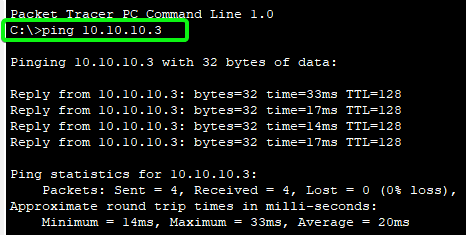 Packet Tracer PC Command Line 1.0
C:\>ping 10.10.10.3
Pinging 10.10.10.3 with 32 bytes of data:
Reply from 10.10.10.3: bytes=32 time=33ms TTL=128
Reply from 10.10.10.3: bytes=32 time=17ms TTL=128
Reply from 10.10.10.3: bytes=32 time=14ms TTL=128
Reply from 10.10.10.3: bytes=32 time=17ms TTL=128
Ping statistics for 10.10.10.3:
    Packets: Sent = 4, Received = 4, Lost = 0 (0% loss),
Approximate round trip times in milli-seconds:
    Minimum = 14ms, Maximum = 33ms, Average = 20ms